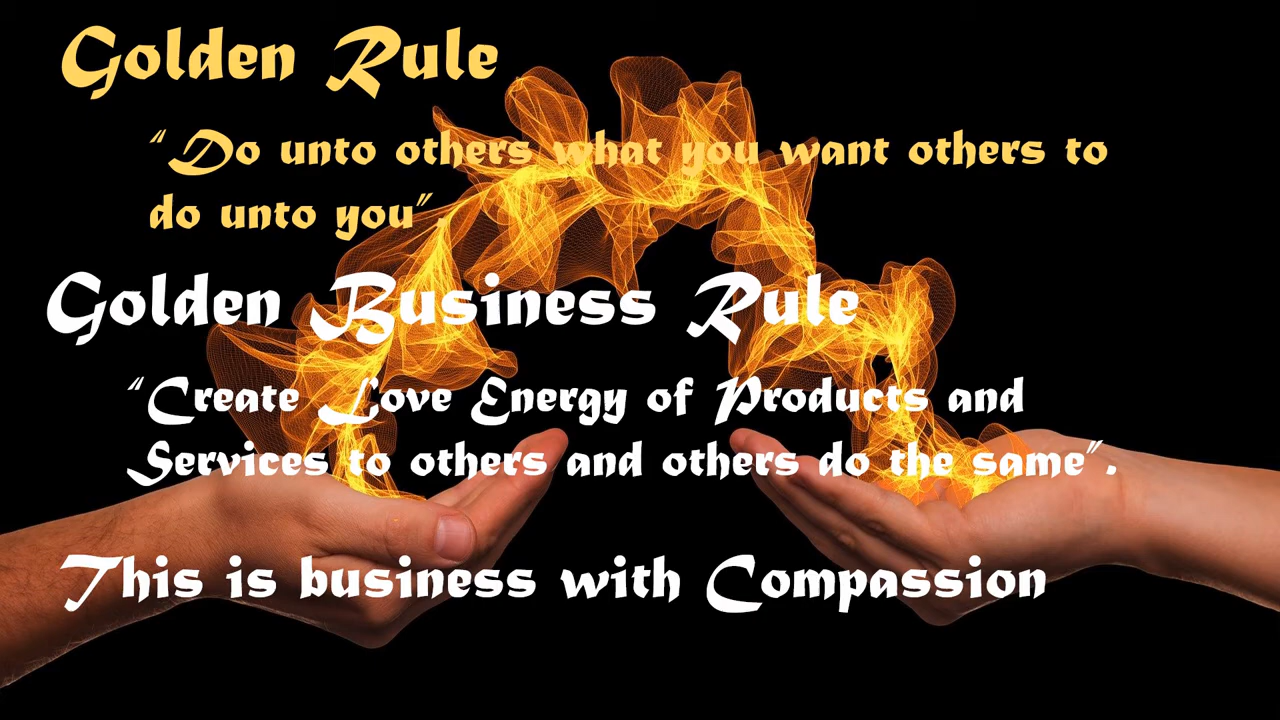 Golden Rule
“Do unto others what you want others to
do unto you”.
Golden Business Rule
“Create Love Energy of Products and
Services to others and others do the same”.
This is business with Compassion